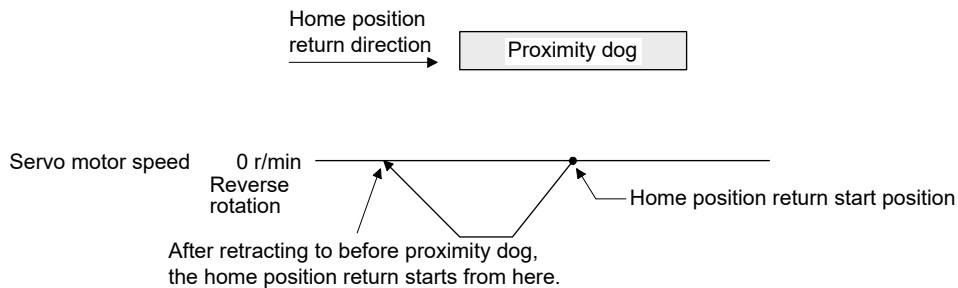 Home position
return direction
Proximity dog
Servo motor speed 0 r/min
Reverse
rotation
Home position return start position
After retracting to before proximity dog,
the home position return starts from here.